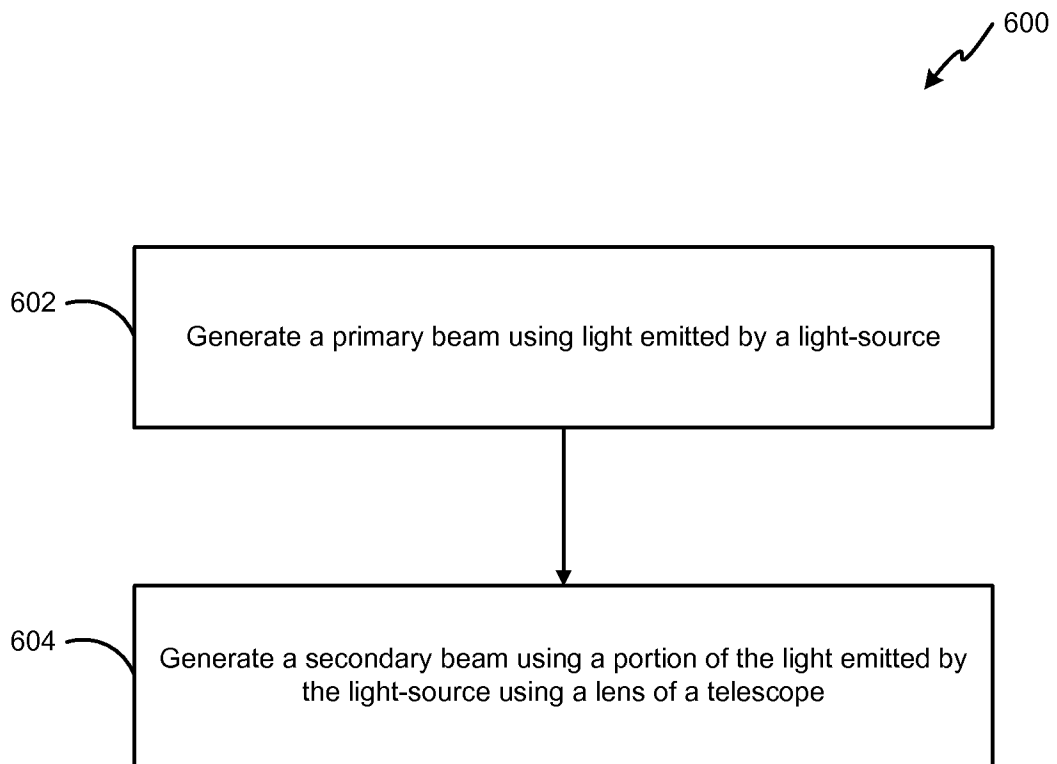 600
602
Generate a primary beam using light emitted by a light-source
604
Generate a secondary beam using a portion of the light emitted by
the light-source using a lens of a telescope